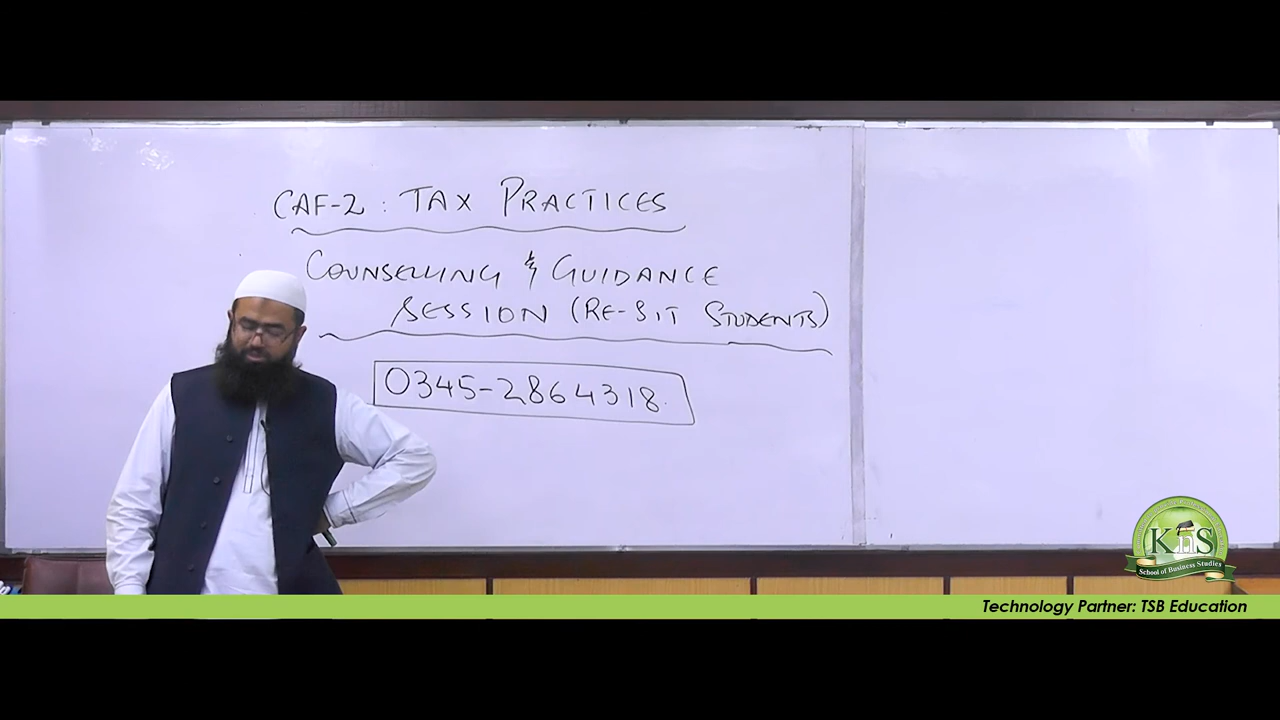 CAF-2: TAX PRACTICES
COUNSELLING & GUIDANCE
SESSION (RE-SIT STUDENTS)
0345-2864318.
KnS
School of Business Studies
Technology Partner: TSB Education